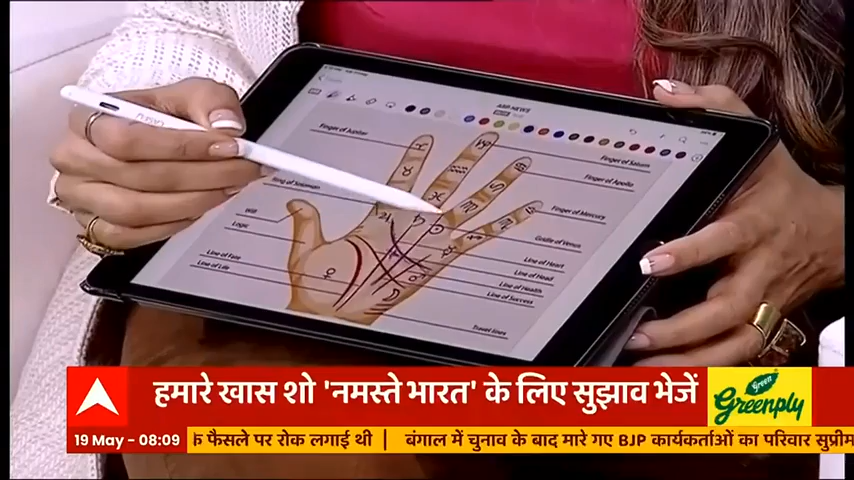 ABP NEWS
Finger of Jupiter
Finger of Saturn
Finger of Apollo
Ring of Solomon
Finger of Mercury
Will
Logic
Girdle of Venus
Line of Heart
Line of Head
Line of Fate
Line of Health
Line of Life
Line of Success
Travel lines
हमारे खास शो 'नमस्ते भारत' के लिए सुझाव भेजें
Green
Greenply
19 May - 08:09
के फैसले पर रोक लगाई थी | बंगाल में चुनाव के बाद मारे गए BJP कार्यकर्ताओं का परिवार सुप्रीम